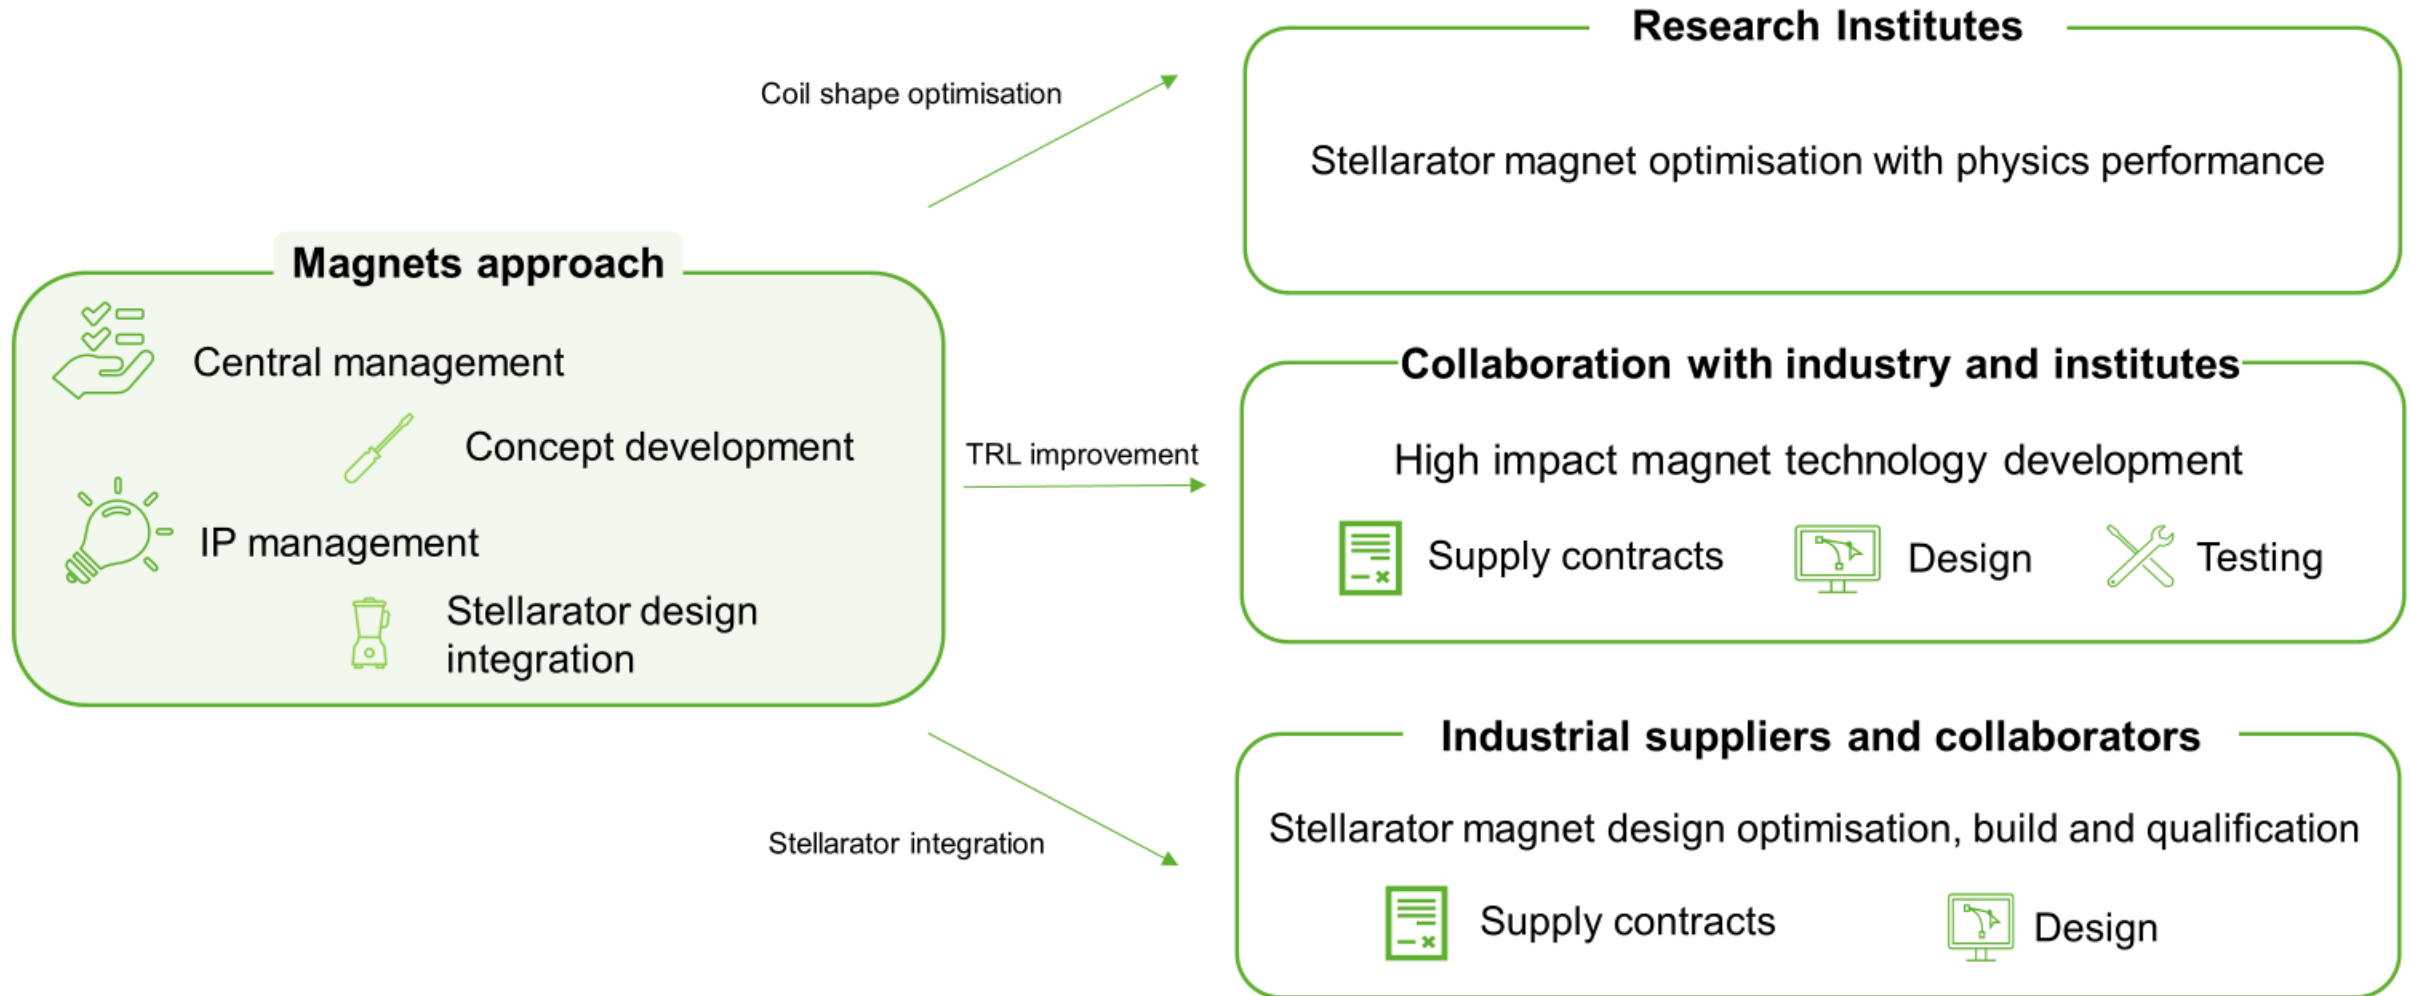 Magnets approach
Central management
Concept development
IP management
Stellarator design
integration
Coil shape optimisation
TRL improvement
Stellarator integration
Research Institutes
Stellarator magnet optimisation with physics performance
Collaboration with industry and institutes
High impact magnet technology development
Supply contracts
Design
Testing
Industrial suppliers and collaborators
Stellarator magnet design optimisation, build and qualification
Supply contracts
Design